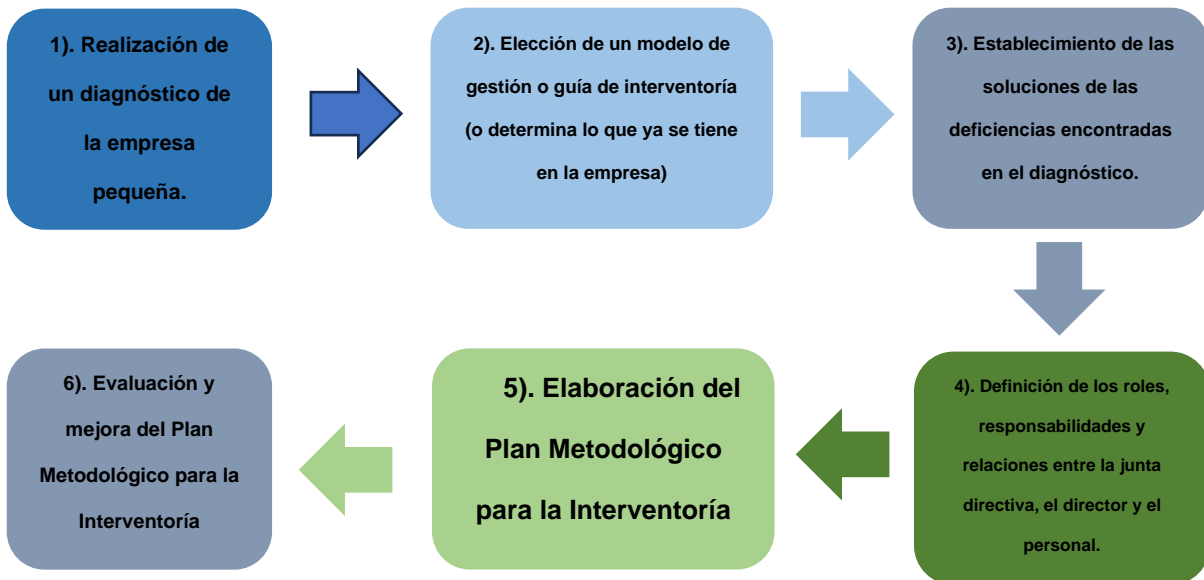 1). Realización de
un diagnóstico de
la empresa
pequeña.
2). Elección de un modelo de
gestión o guía de interventoría
(o determina lo que ya se tiene
en la empresa)
3). Establecimiento de las
soluciones de las
deficiencias encontradas
en el diagnóstico.
4). Definición de los roles,
responsabilidades y
relaciones entre la junta
directiva, el director y el
personal.
5). Elaboración del
Plan Metodológico
para la Interventoría
6). Evaluación y
mejora del Plan
Metodológico para la
Interventoría